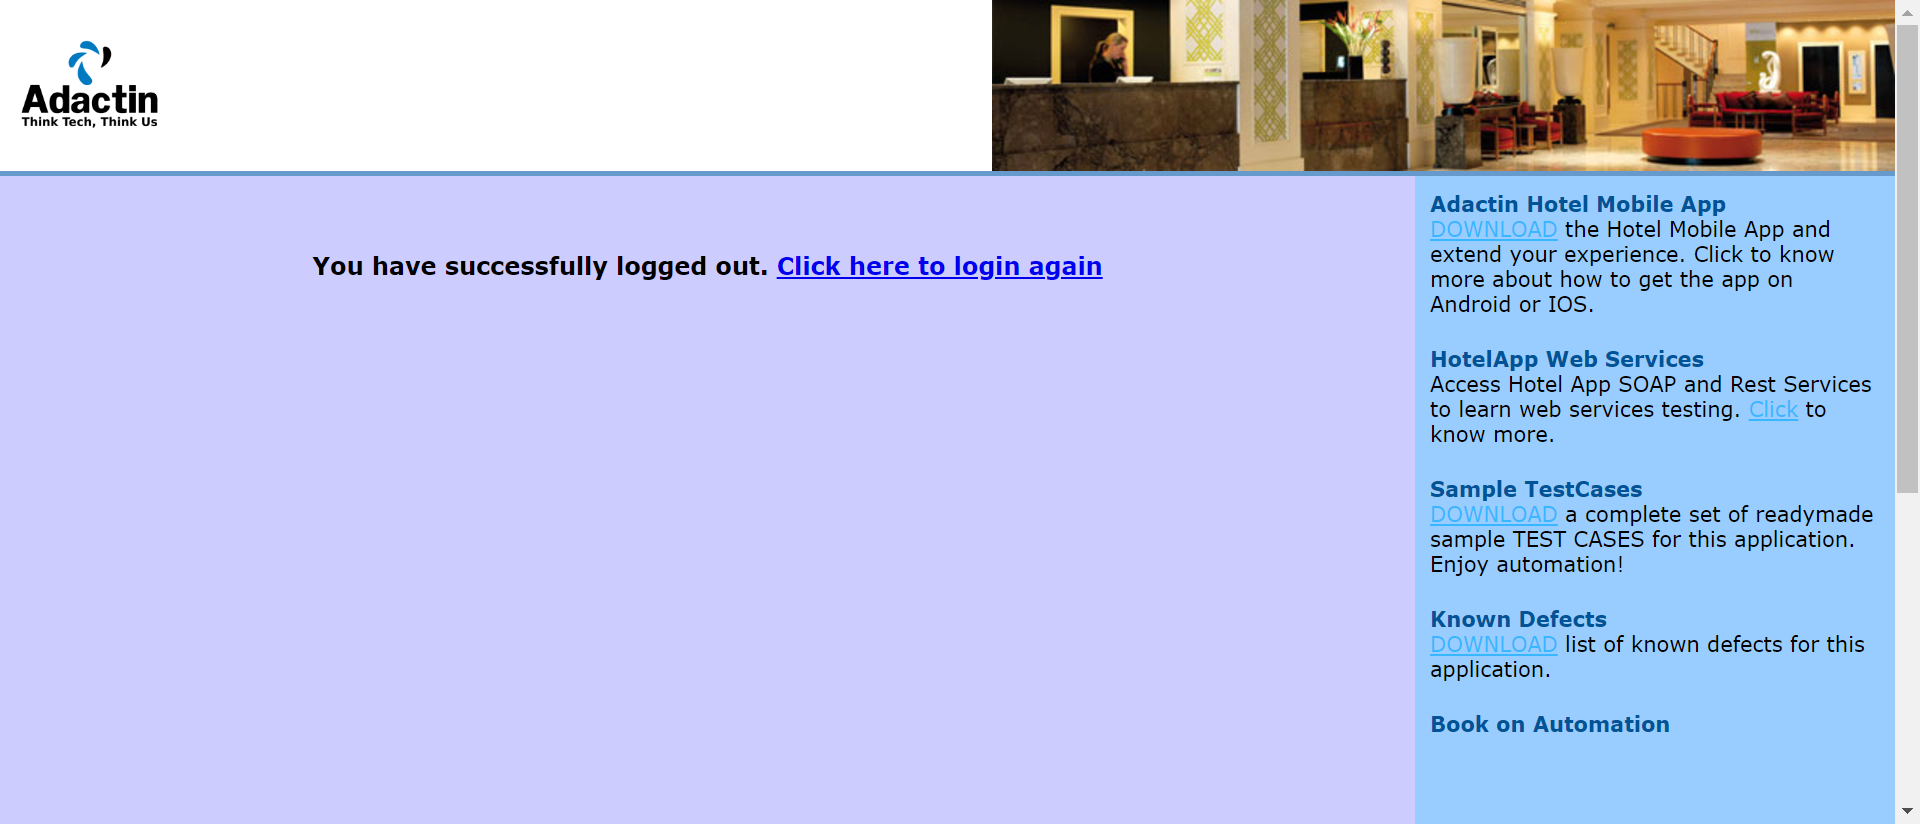 Adactin
Think Tech, Think Us
You have successfully logged out. Click here to login again
Adactin Hotel Mobile App
DOWNLOAD the Hotel Mobile App and
extend your experience. Click to know
more about how to get the app on
Android or IOS.
HotelApp Web Services
Access Hotel App SOAP and Rest Services
to learn web services testing. Click to
know more.
Sample TestCases
DOWNLOAD a complete set of readymade
sample TEST CASES for this application.
Enjoy automation!
Known Defects
DOWNLOAD list of known defects for this
application.
Book on Automation